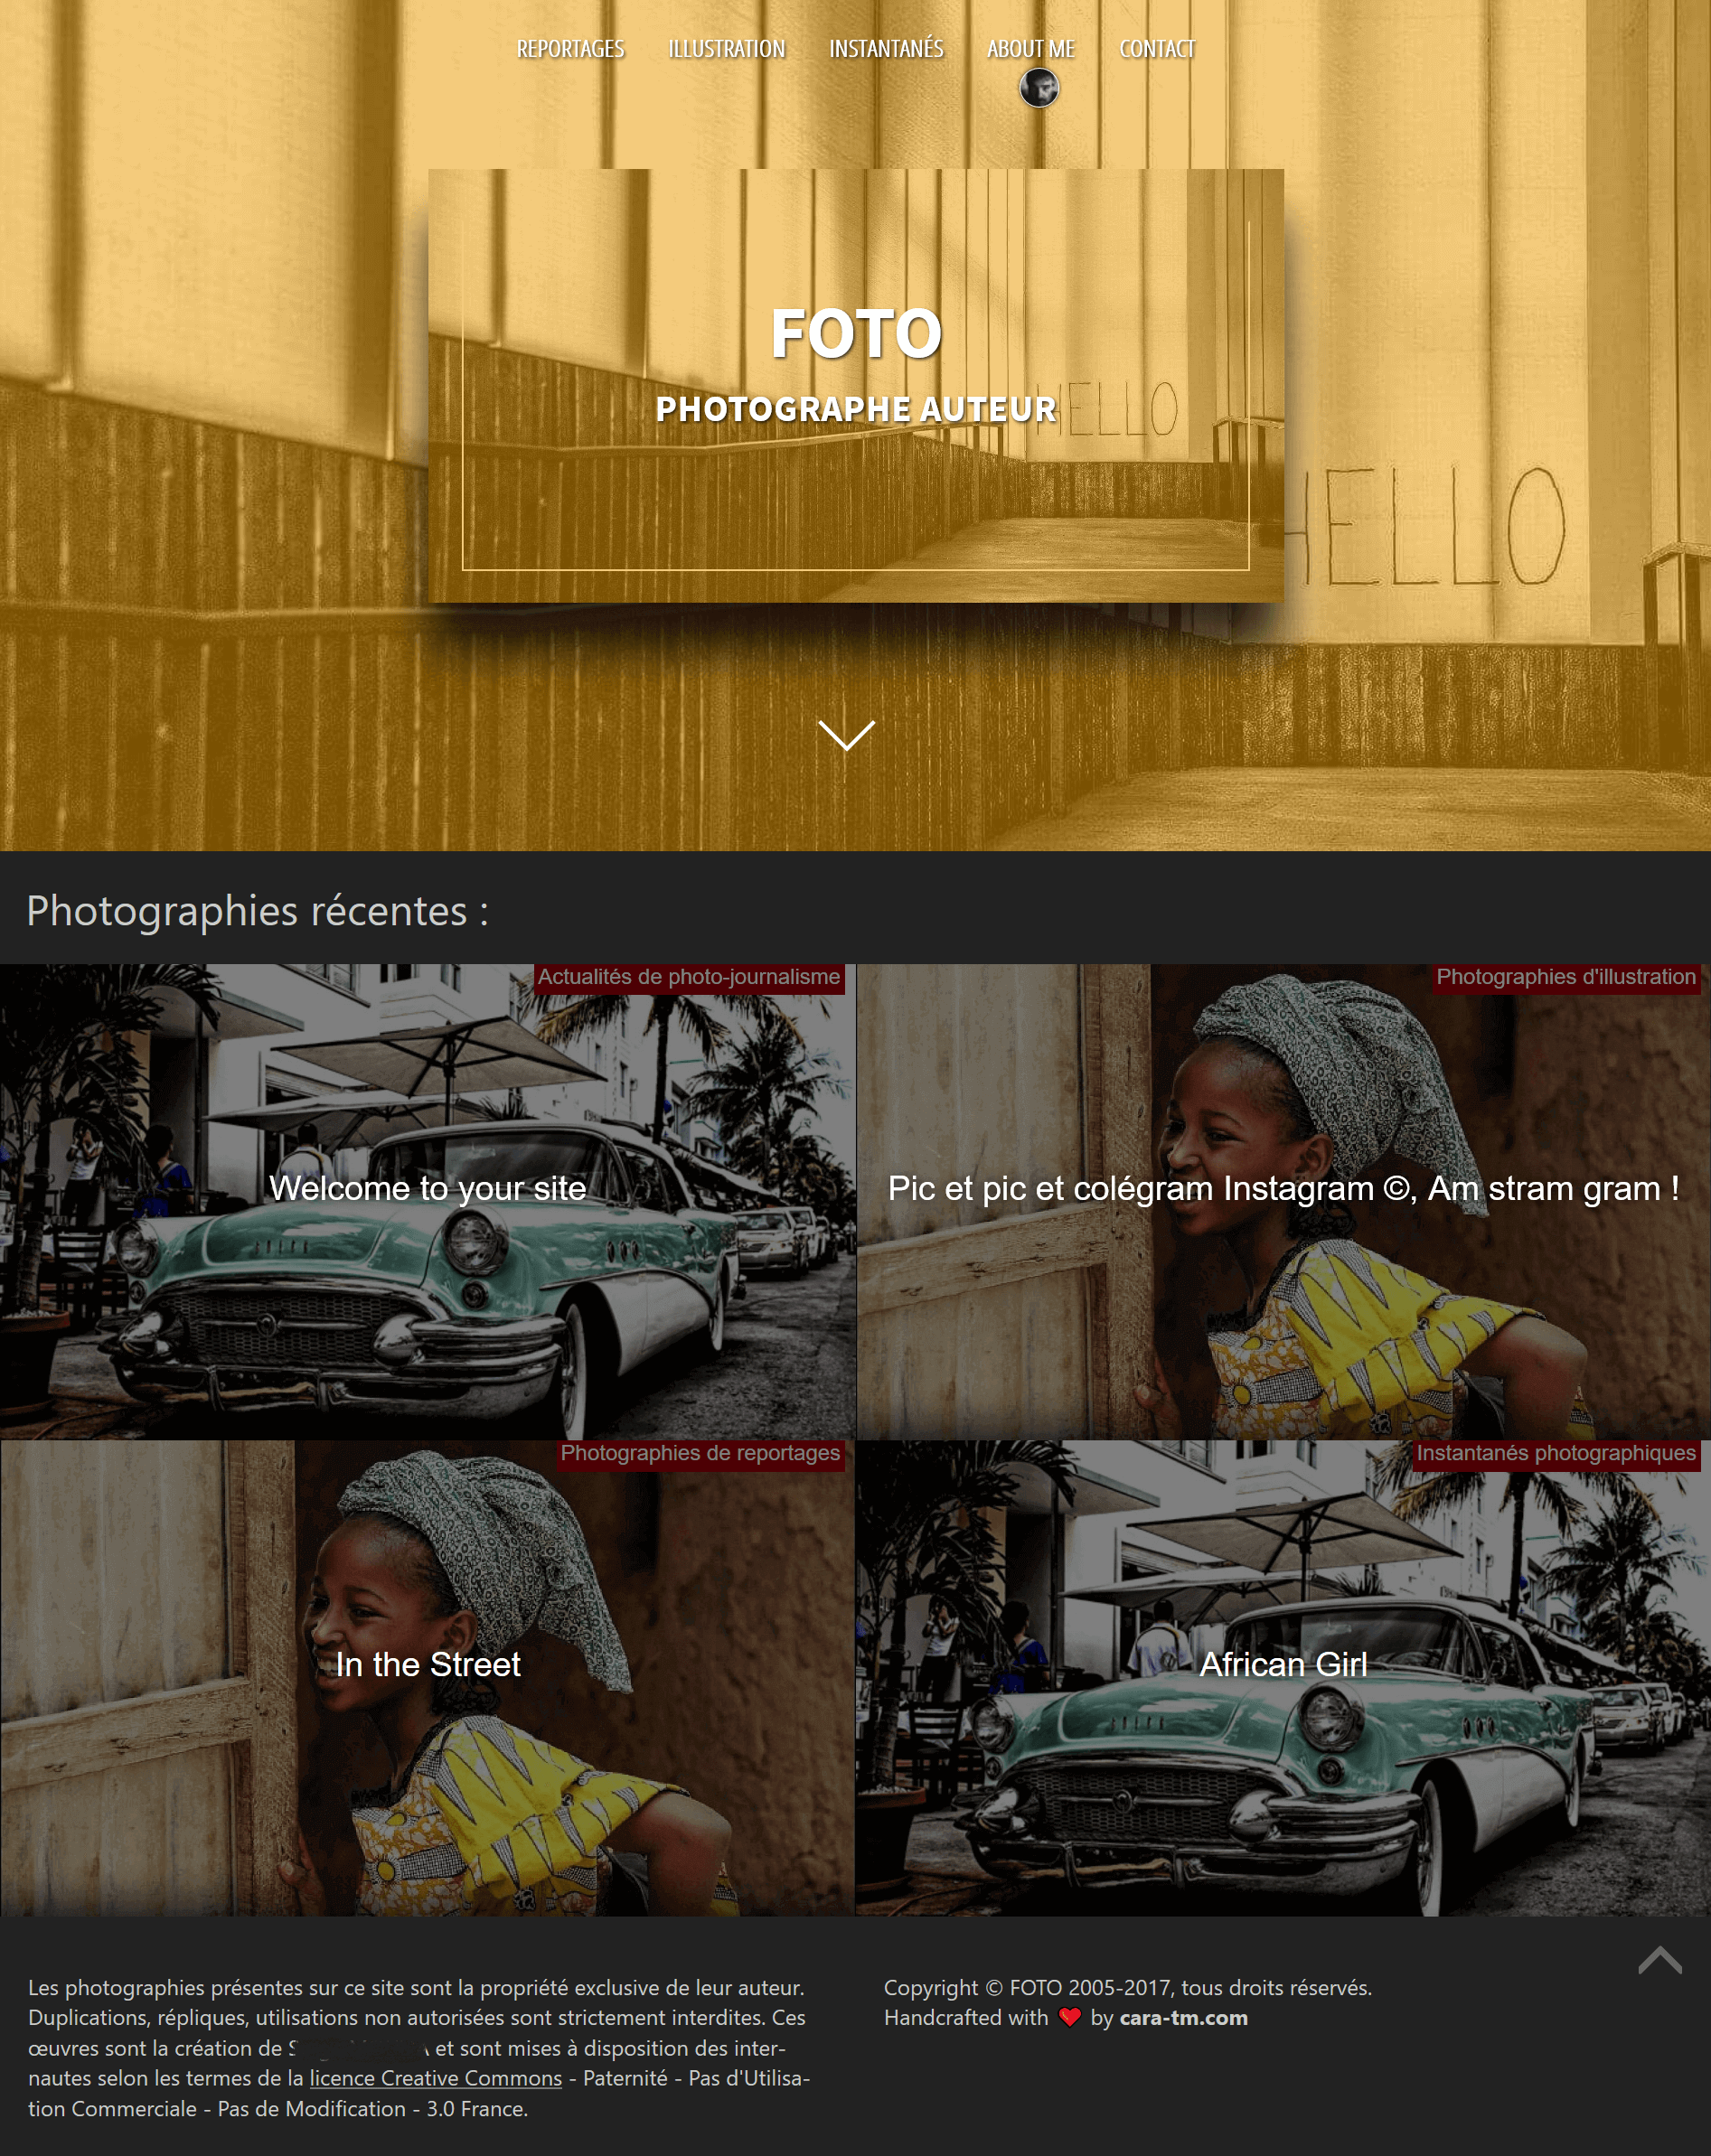 REPORTAGES ILLUSTRATION INSTANTANÉS ABOUT ME CONTACT
FOTO
PHOTOGRAPHE AUTEUR
HELLO
HELLO
Photographies récentes :
Actualités de photo-journalisme
Welcome to your site
Photographies d'illustration
Pic et pic et colégram Instagram ©, Am stram gram !
Photographies de reportages
In the Street
Instantanés photographiques
African Girl
Les photographies présentes sur ce site sont la propriété exclusive de leur auteur.
Duplications, répliques, utilisations non autorisées sont strictement interdites. Ces
œuvres sont la création de et sont mises à disposition des inter-
nautes selon les termes de la licence Creative Commons - Paternité - Pas d'Utilisa-
tion Commerciale - Pas de Modification - 3.0 France.
Copyright © FOTO 2005-2017, tous droits réservés.
Handcrafted with ❤ by cara-tm.com